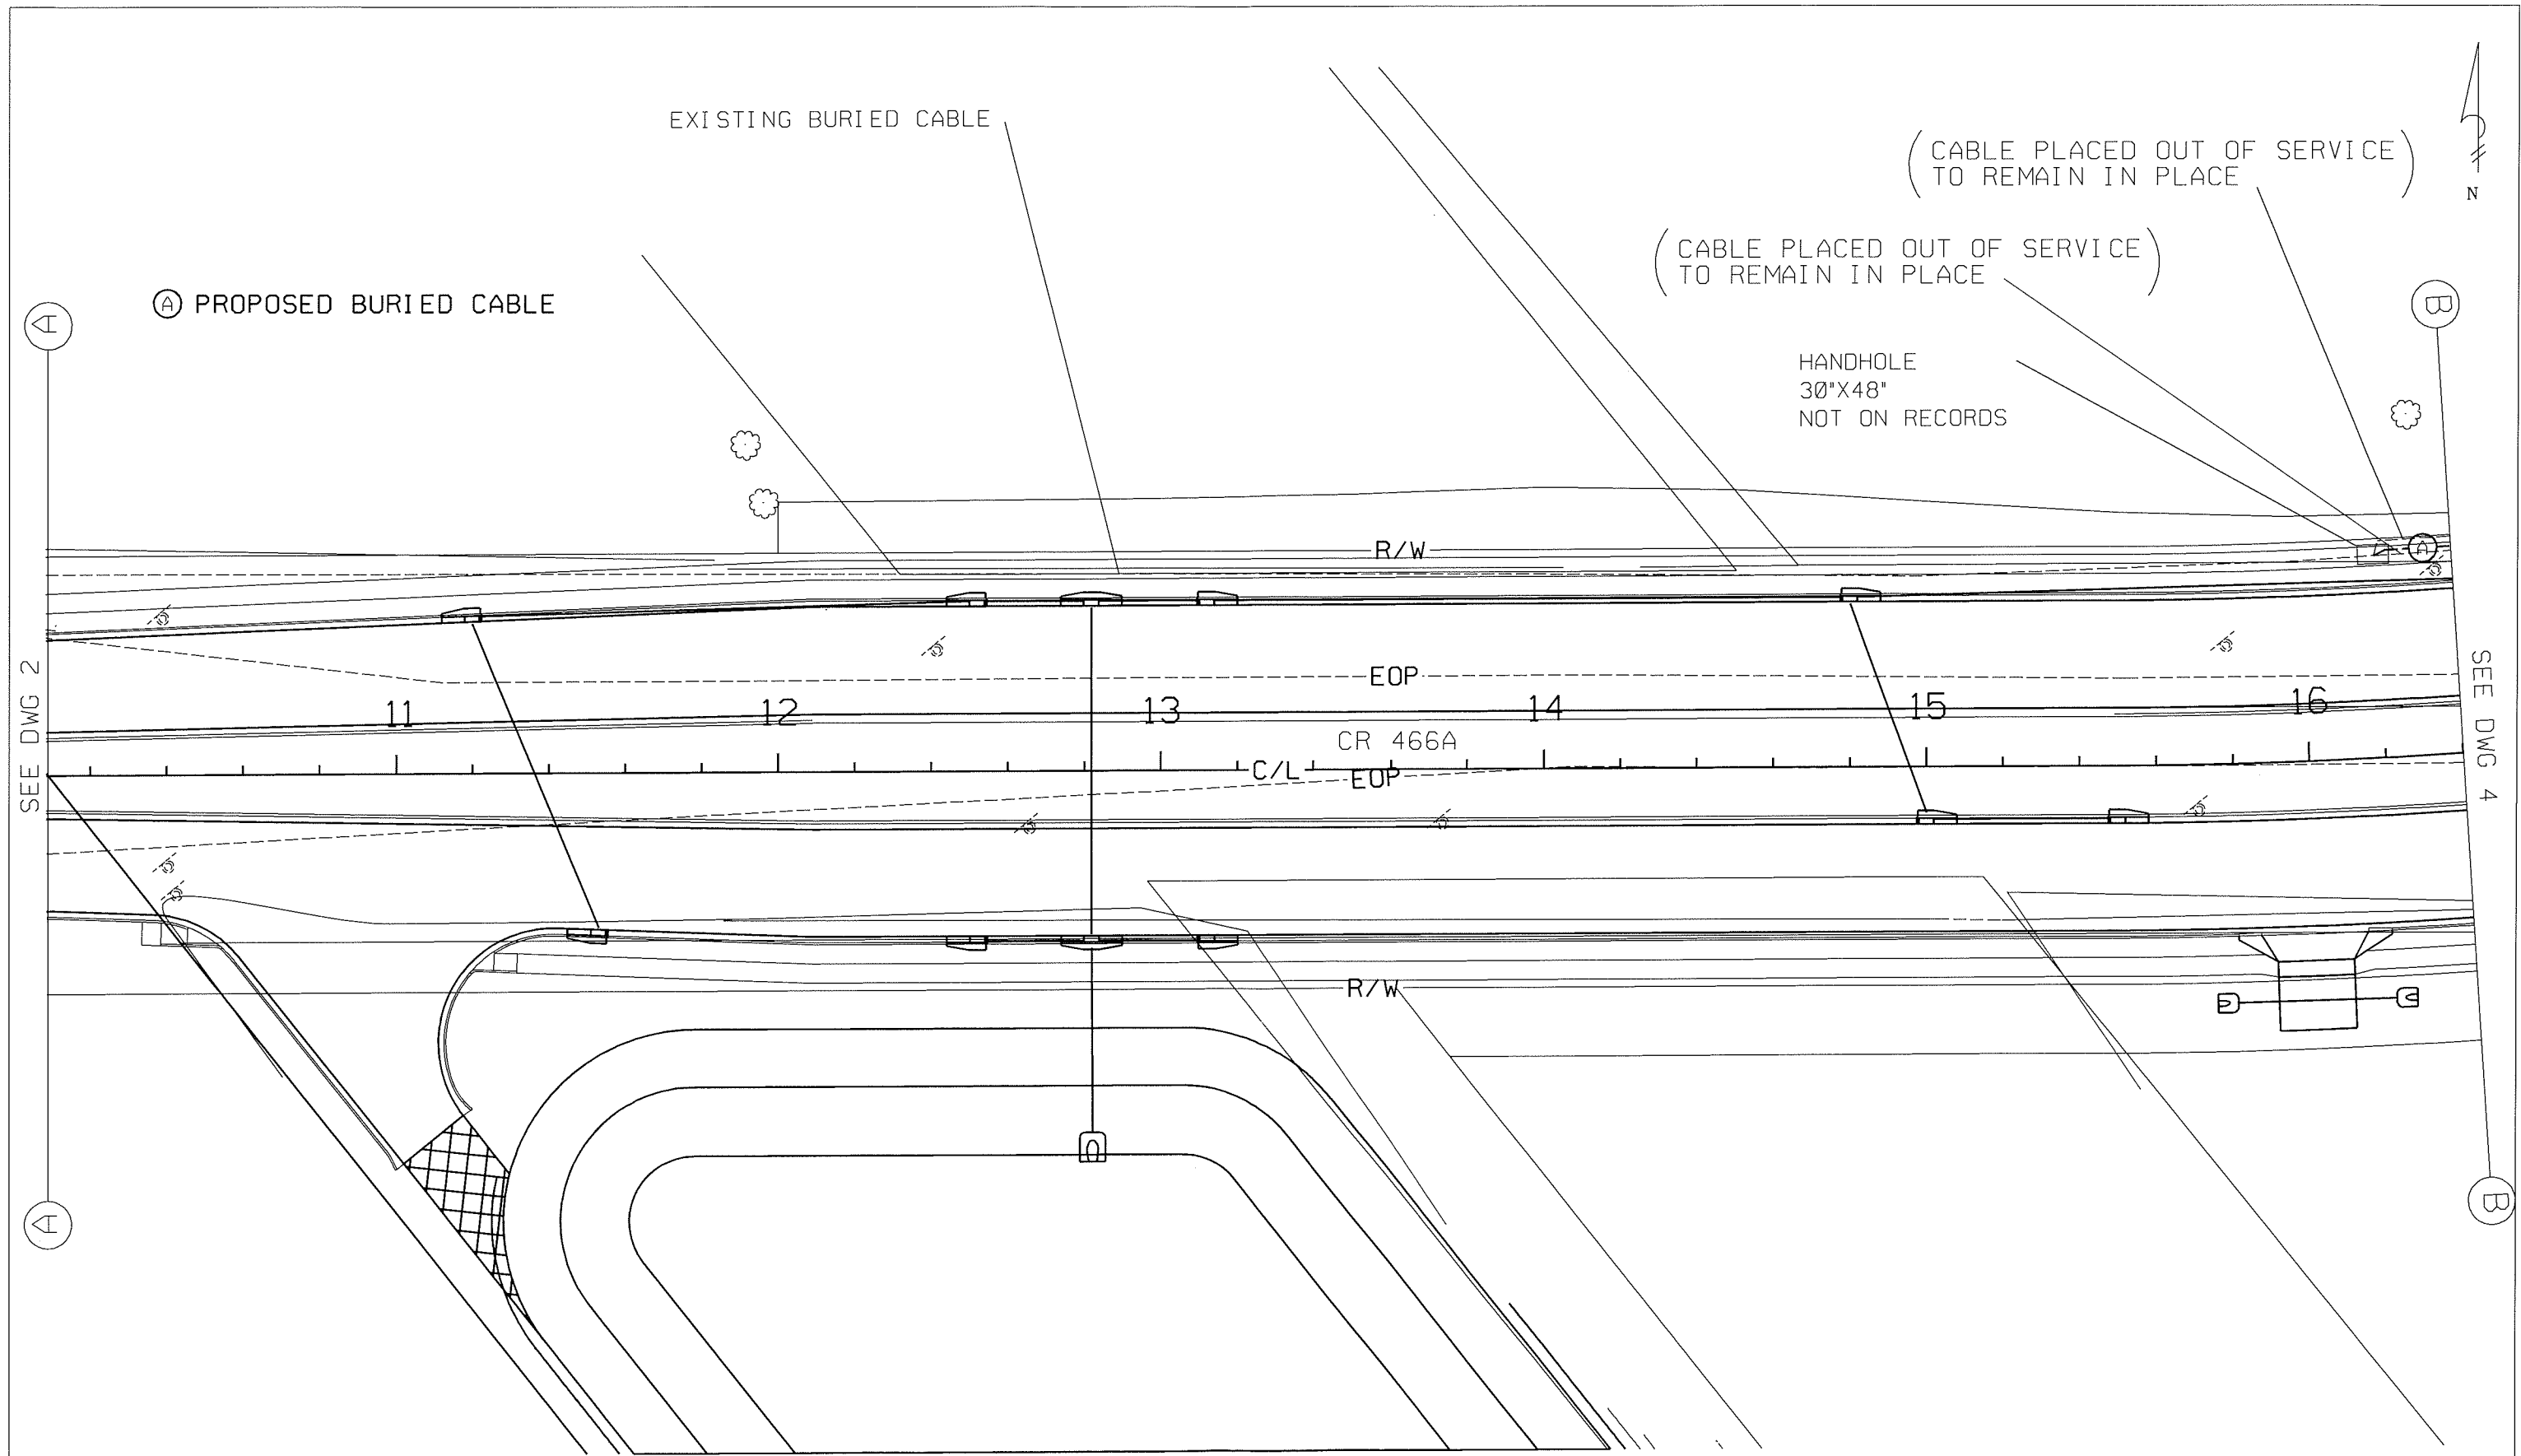 EXISTING BURIED CABLE
(CABLE PLACED OUT OF SERVICE
TO REMAIN IN PLACE)
N
(CABLE PLACED OUT OF SERVICE
TO REMAIN IN PLACE)
Ⓐ PROPOSED BURIED CABLE
A
B
HANDHOLE
30"X48"
NOT ON RECORDS
R/W
A
SEE DWG 2
EOP
SEE DWG 4
11 12 13 14 15 16
CR 466A
C/L
EOP
R/W
A
B